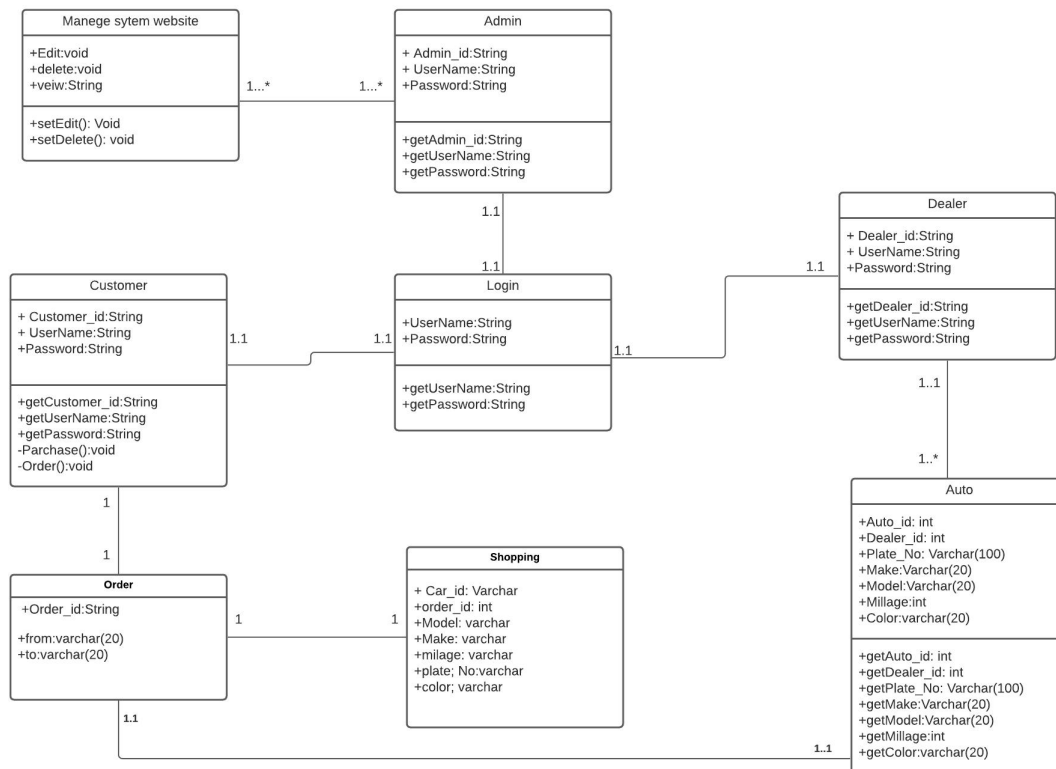 Manege sytem website
+Edit:void
+delete:void
+veiw:String
+setEdit(): Void
+setDelete(): void
1...*
1...*
Admin
+ Admin_id:String
+ UserName:String
+Password:String
+getAdmin_id:String
+getUserName:String
+getPassword:String
1.1
1.1
Dealer
+ Dealer_id:String
+ UserName:String
+Password:String
+getDealer_id:String
+getUserName:String
+getPassword:String
1.1
Customer
+ Customer_id:String
+ UserName:String
+Password:String
+getCustomer_id:String
+getUserName:String
+getPassword:String
-Parchase():void
-Order():void
1.1
1.1
Login
+UserName:String
+Password:String
+getUserName:String
+getPassword:String
1.1
1..1
1..*
Auto
+Auto_id: int
+Dealer_id: int
+Plate_No: Varchar(100)
+Make:Varchar(20)
+Model:Varchar(20)
+Millage:int
+Color:varchar(20)
+getAuto_id: int
+getDealer_id: int
+getPlate_No: Varchar(100)
+getMake:Varchar(20)
+getModel:Varchar(20)
+getMillage:int
+getColor:varchar(20)
1
1
Order
+Order_id:String
+from:varchar(20)
+to:varchar(20)
1
1
Shopping
+ Car_id: Varchar
+order_id: int
+Model: varchar
+Make: varchar
+milage: varchar
+plate; No:varchar
+color; varchar
1.1
1..1